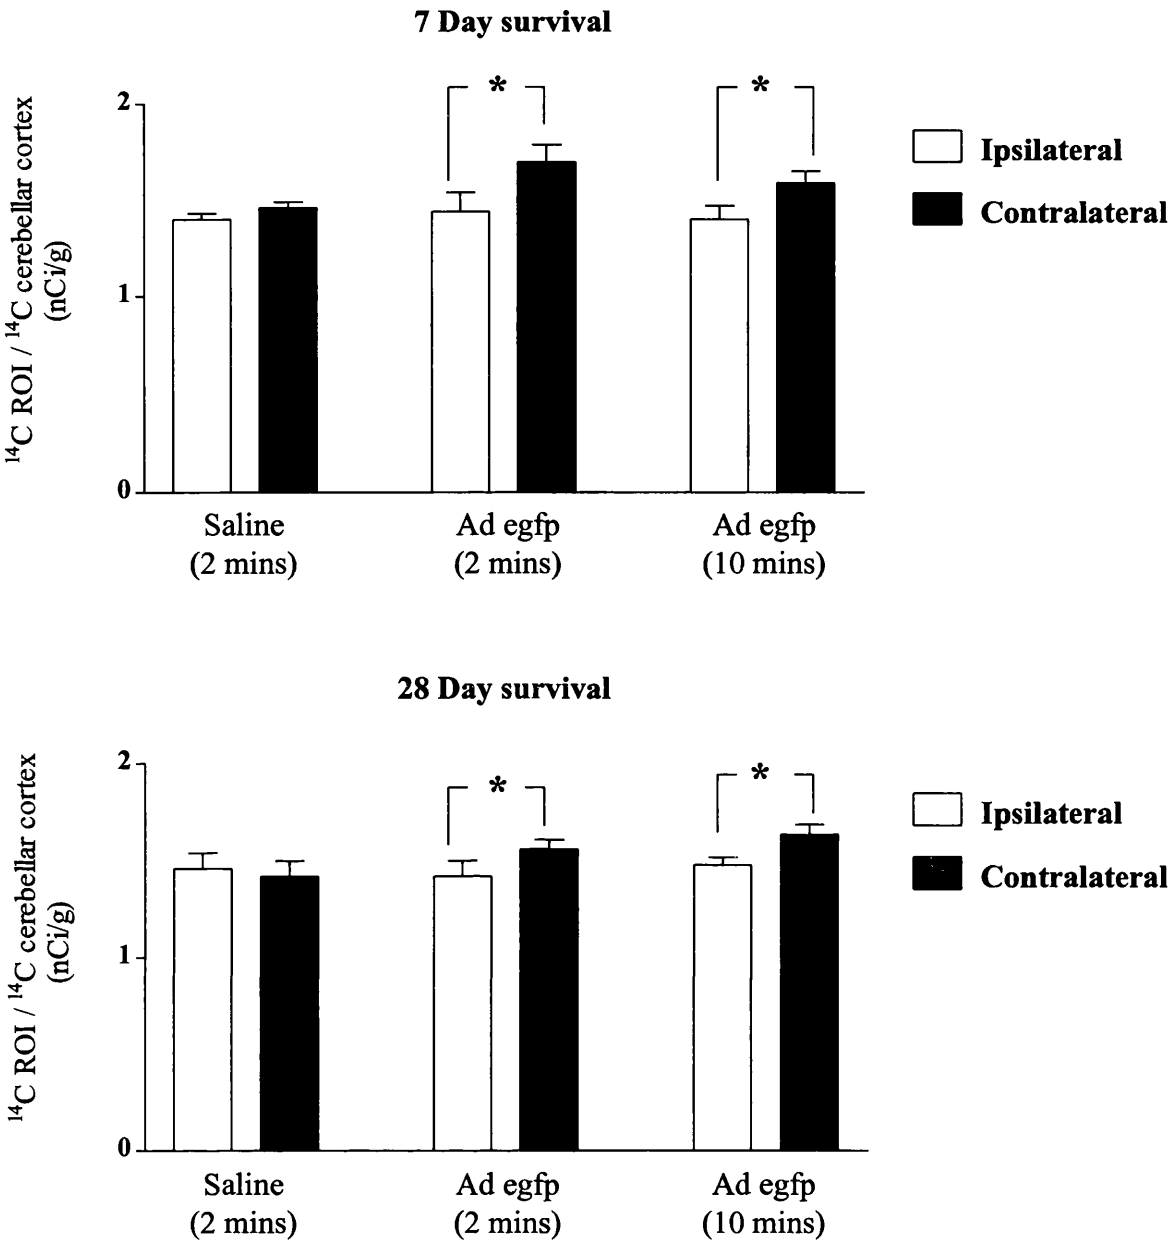 7 Day survival
¹⁴C ROI / ¹⁴C cerebellar cortex
(nCi/g)
2
1
0
*
*
Ipsilateral
Contralateral
Saline
(2 mins)
Ad egfp
(2 mins)
Ad egfp
(10 mins)
28 Day survival
¹⁴C ROI / ¹⁴C cerebellar cortex
(nCi/g)
2
1
0
*
*
Ipsilateral
Contralateral
Saline
(2 mins)
Ad egfp
(2 mins)
Ad egfp
(10 mins)